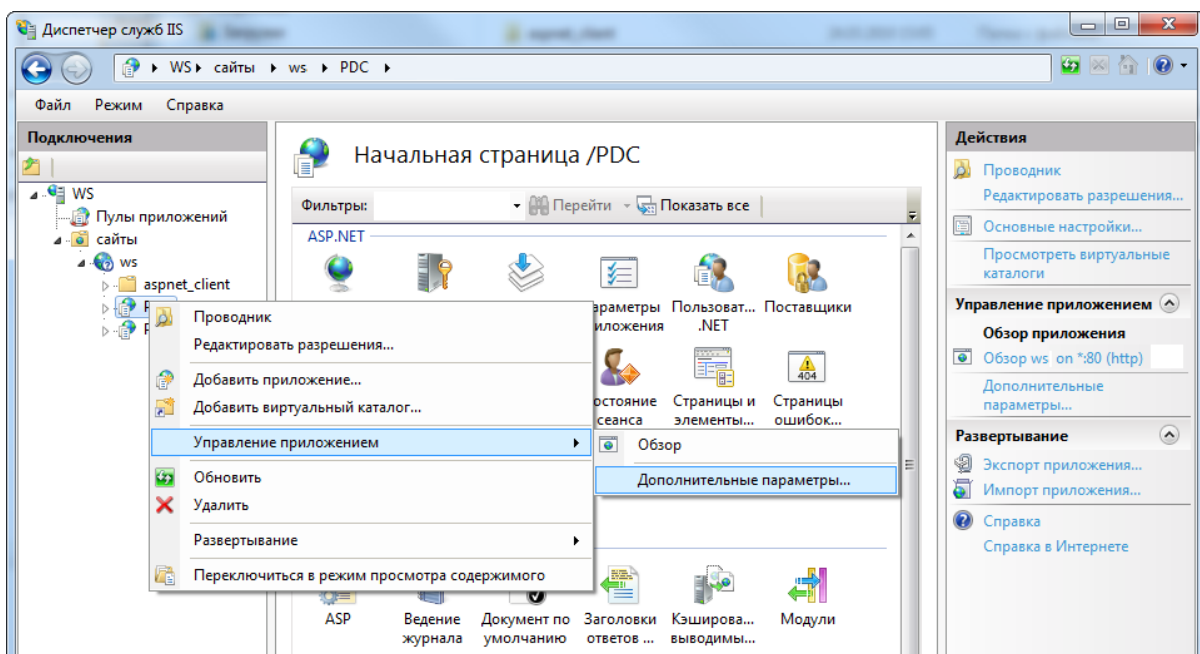 Диспетчер служб IIS
WS сайты ws PDC
Файл Режим Справка
Подключения
WS
Пулы приложений
сайты
ws
aspnet_client
Начальная страница /PDC
Фильтры: Перейти Показать все
ASP.NET
Пользоват... Поставщики
.NET
Проводник
Редактировать разрешения...
Добавить приложение...
Добавить виртуальный каталог...
Управление приложением
Обновить
Удалить
Развертывание
Переключиться в режим просмотра содержимого
Обзор
Дополнительные параметры...
Страницы и Страницы
элементы... ошибок...
404
ASP Ведение Документ по Заголовки Кэширова... Модули
журнала умолчанию ответов ... выводимы...
Действия
Проводник
Редактировать разрешения...
Основные настройки...
Просмотреть виртуальные
каталоги
Управление приложением
Обзор приложения
Обзор ws on *:80 (http)
Дополнительные
параметры...
Развертывание
Экспорт приложения...
Импорт приложения...
Справка
Справка в Интернете